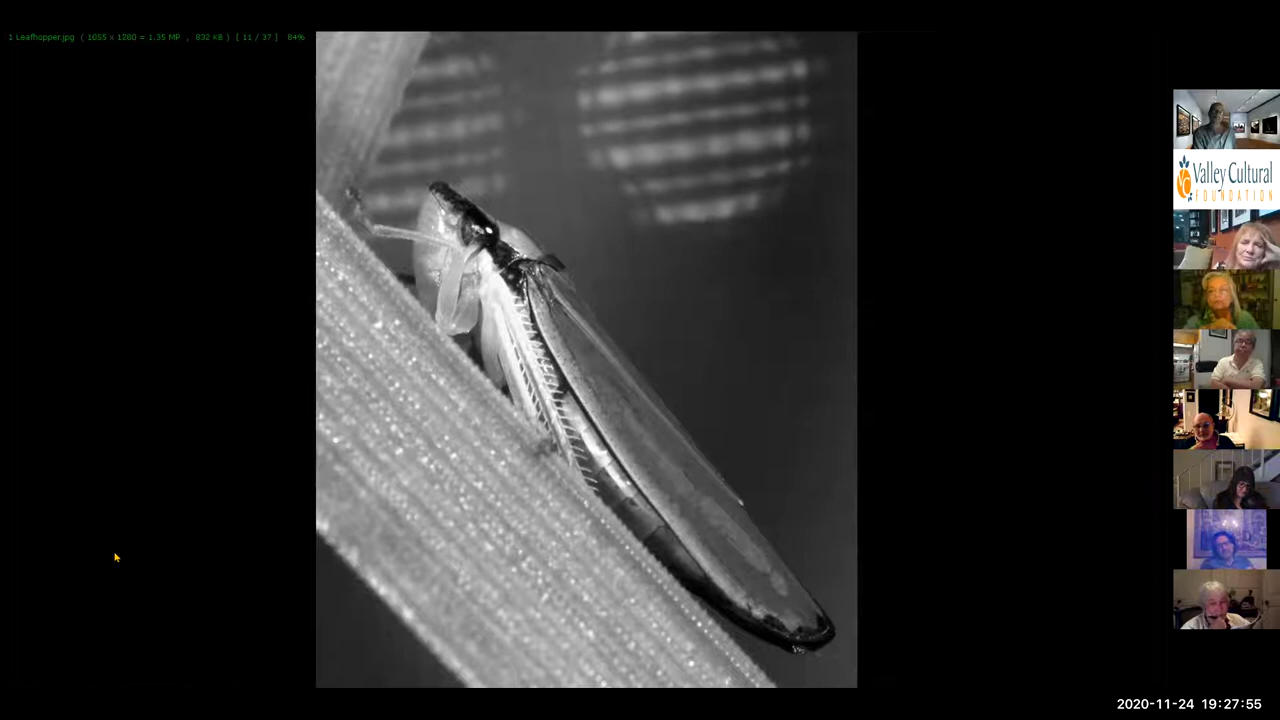 1 Leafhopper.jpg ( 1055 x 1280 = 1.35 MP , 832 KB ) [ 11 / 37 ] 84%
Valley Cultural
FOUNDATION
2020-11-24 19:27:55